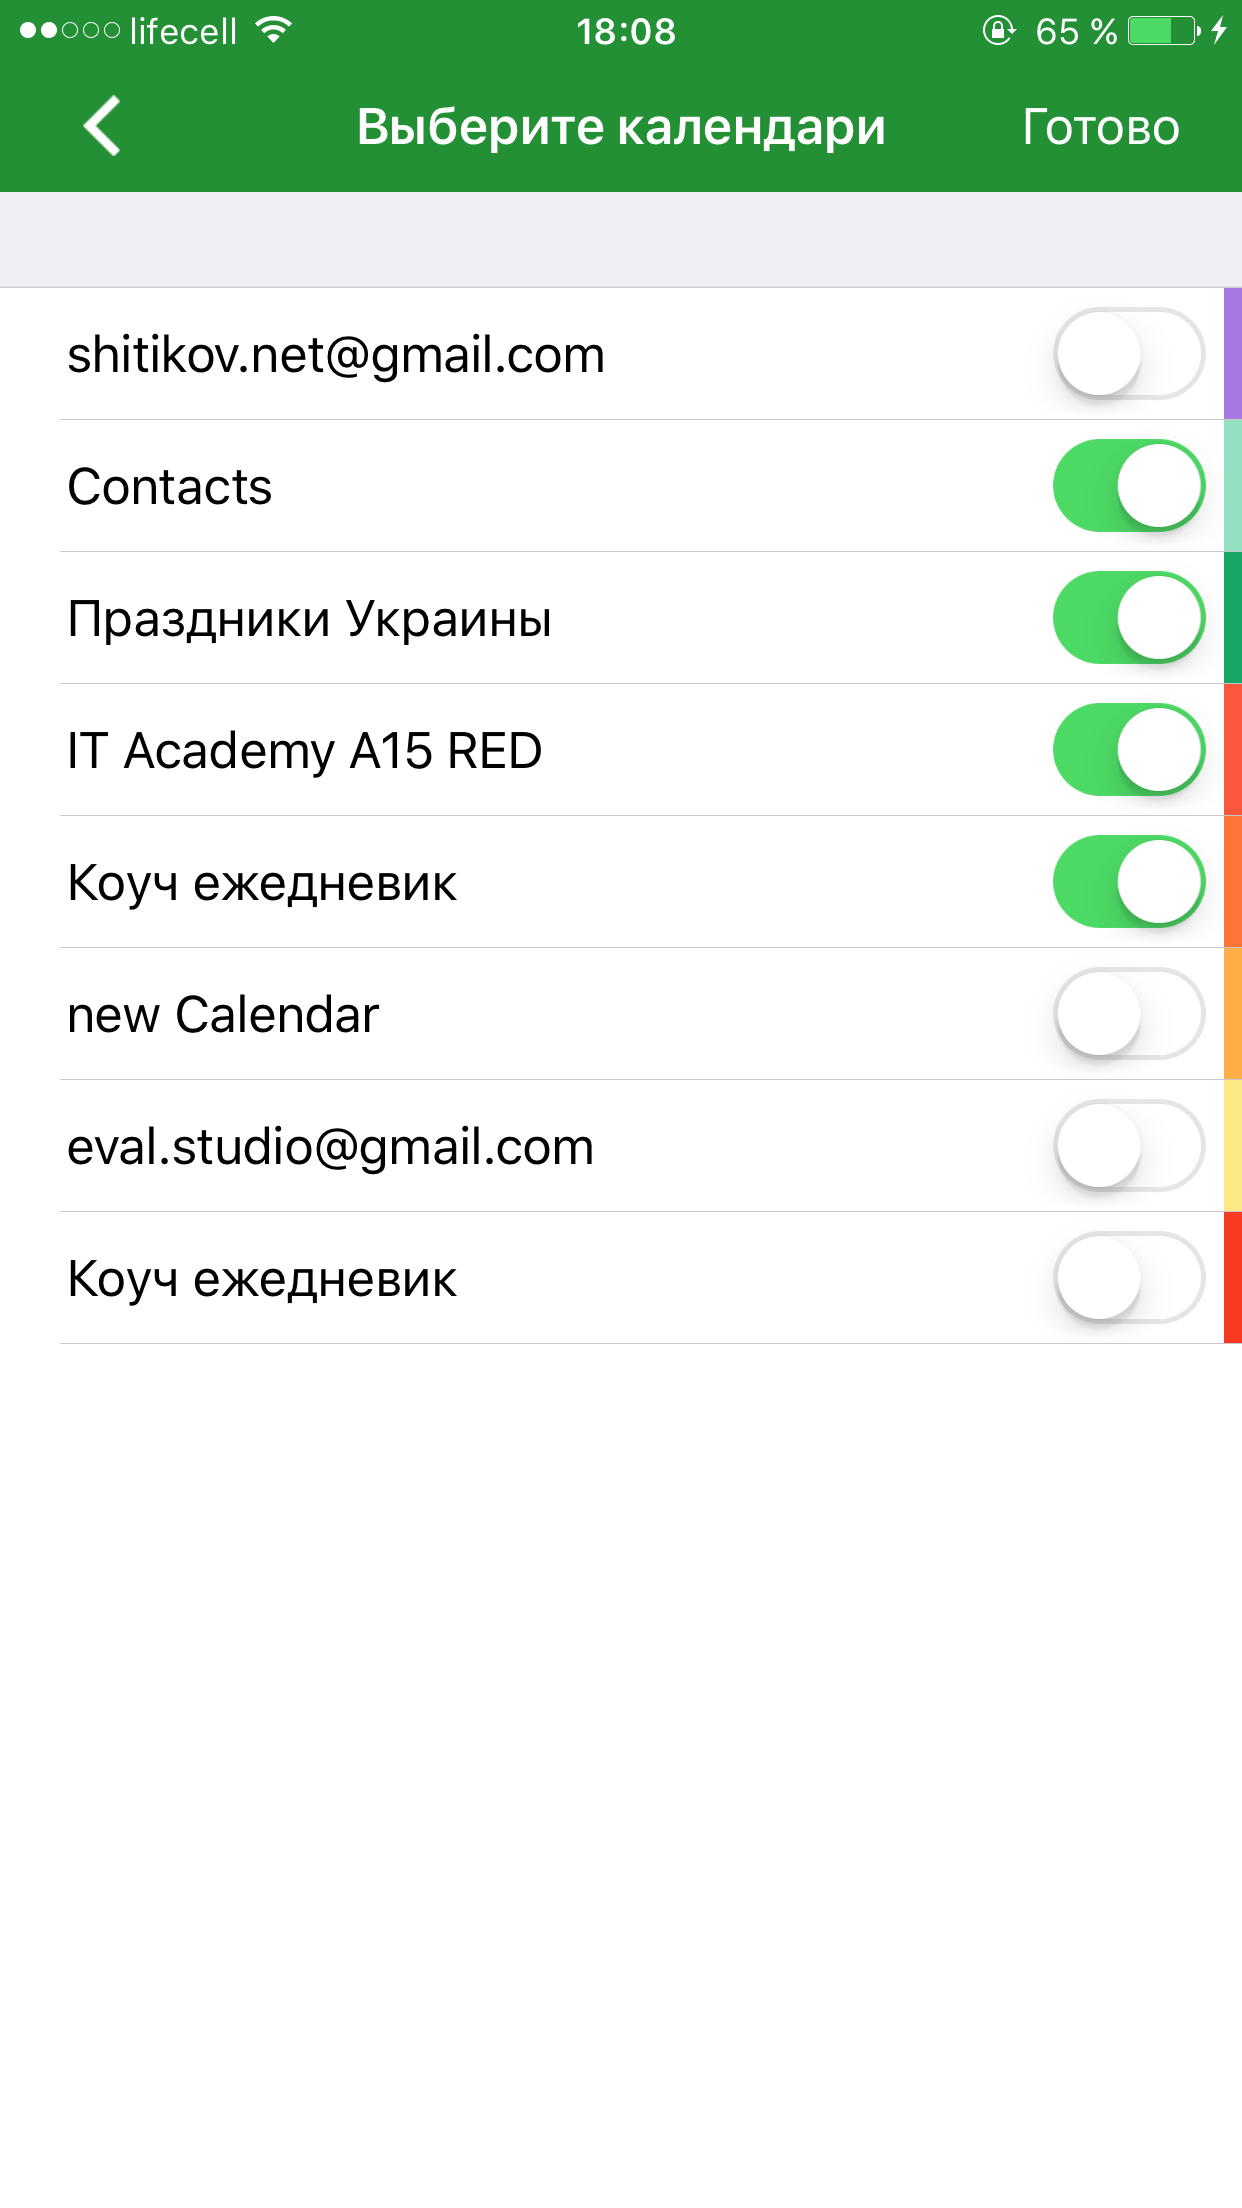 lifecell 18:08 65 %
Выберите календари Готово
shitikov.net@gmail.com
Contacts
Праздники Украины
IT Academy A15 RED
Коуч ежедневик
new Calendar
eval.studio@gmail.com
Коуч ежедневик